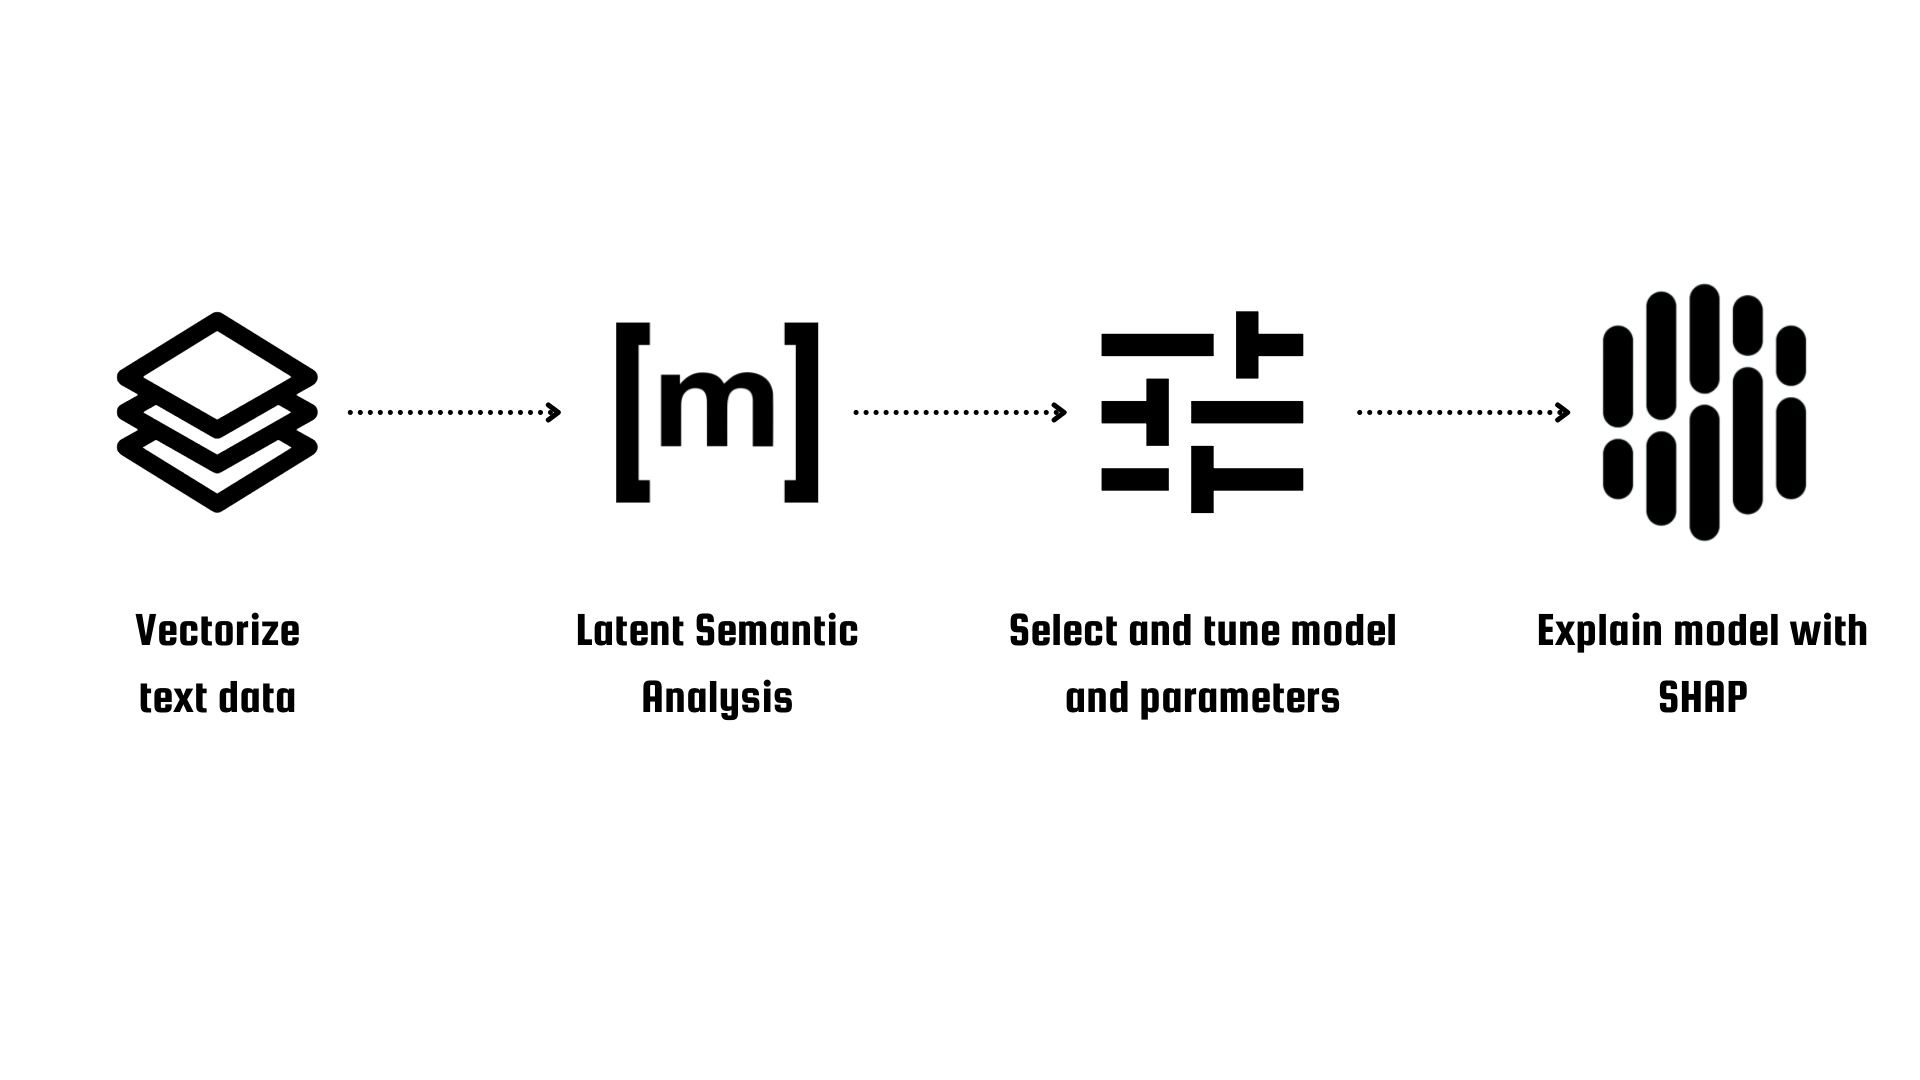 [m]
Vectorize
text data
Latent Semantic
Analysis
Select and tune model
and parameters
Explain model with
SHAP